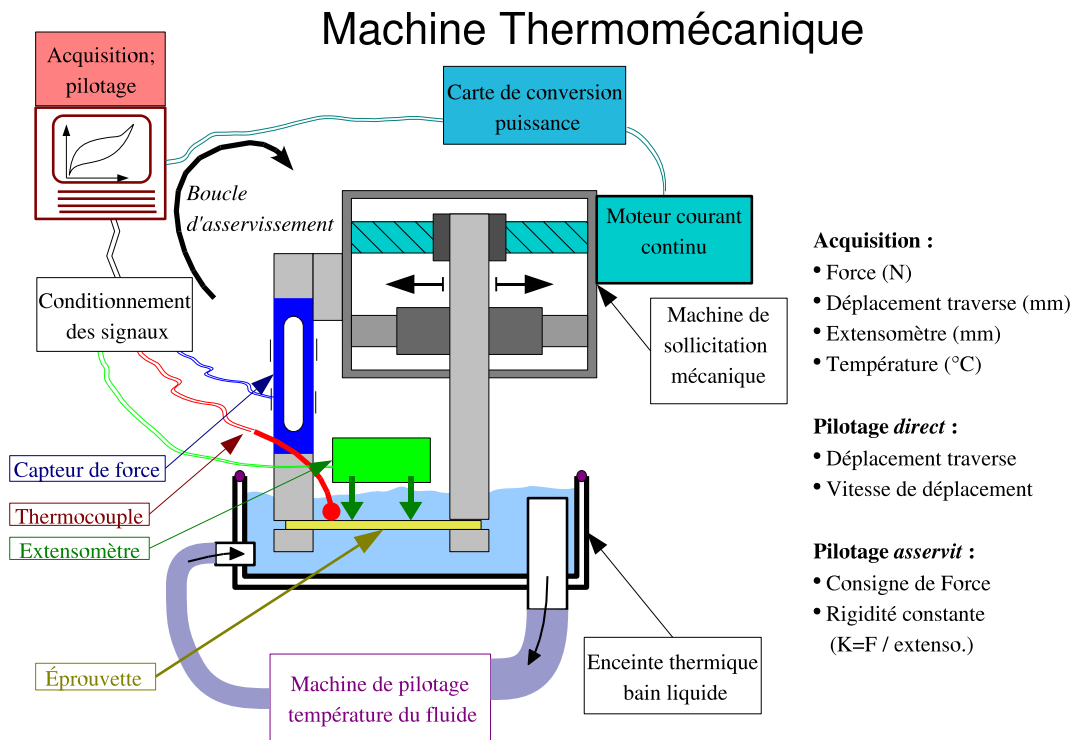 Machine Thermomécanique
Acquisition;
pilotage
Carte de conversion
puissance
Boucle
d'asservissement
Moteur courant
continu
Conditionnement
des signaux
Machine de
sollicitation
mécanique
Capteur de force
Thermocouple
Extensomètre
Éprouvette
Machine de pilotage
température du fluide
Enceinte thermique
bain liquide
Acquisition :
• Force (N)
• Déplacement traverse (mm)
• Extensomètre (mm)
• Température (°C)
Pilotage direct :
• Déplacement traverse
• Vitesse de déplacement
Pilotage asservit :
• Consigne de Force
• Rigidité constante
(K=F / extenso.)